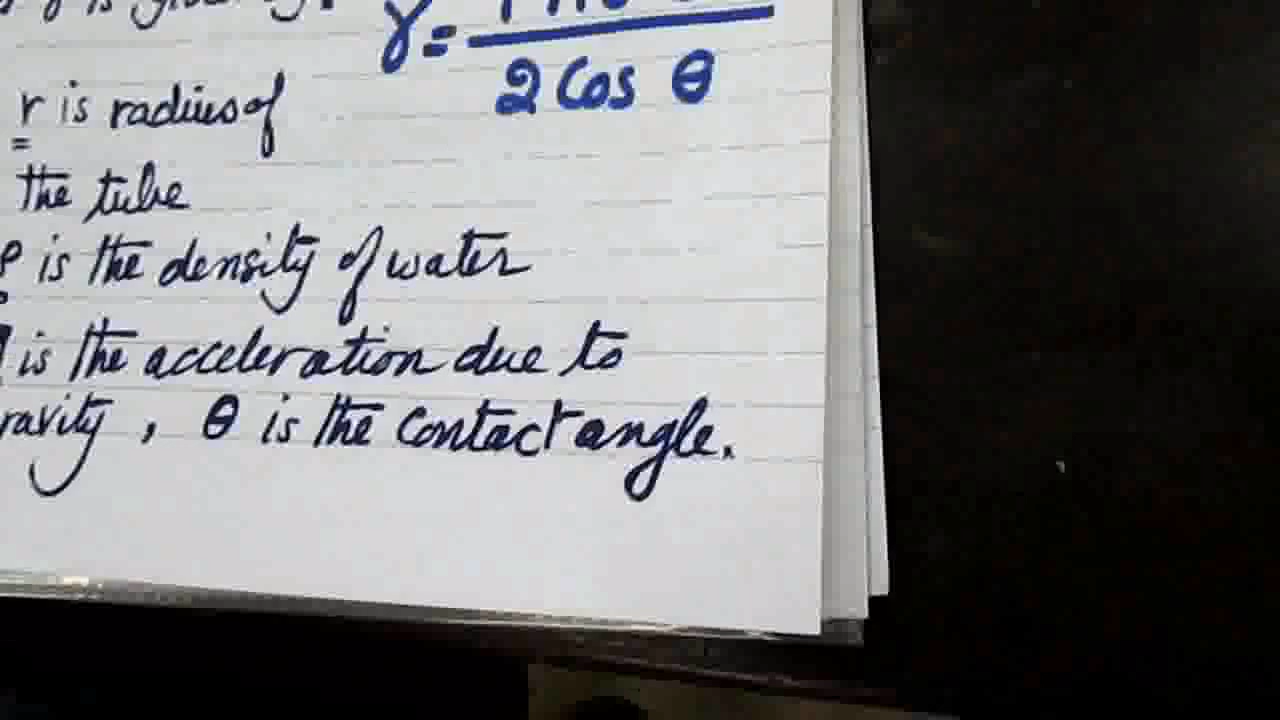 γ = / 2 Cos θ
r is radius of
the tube
ρ is the density of water
is the acceleration due to
ravity, θ is the contact angle.